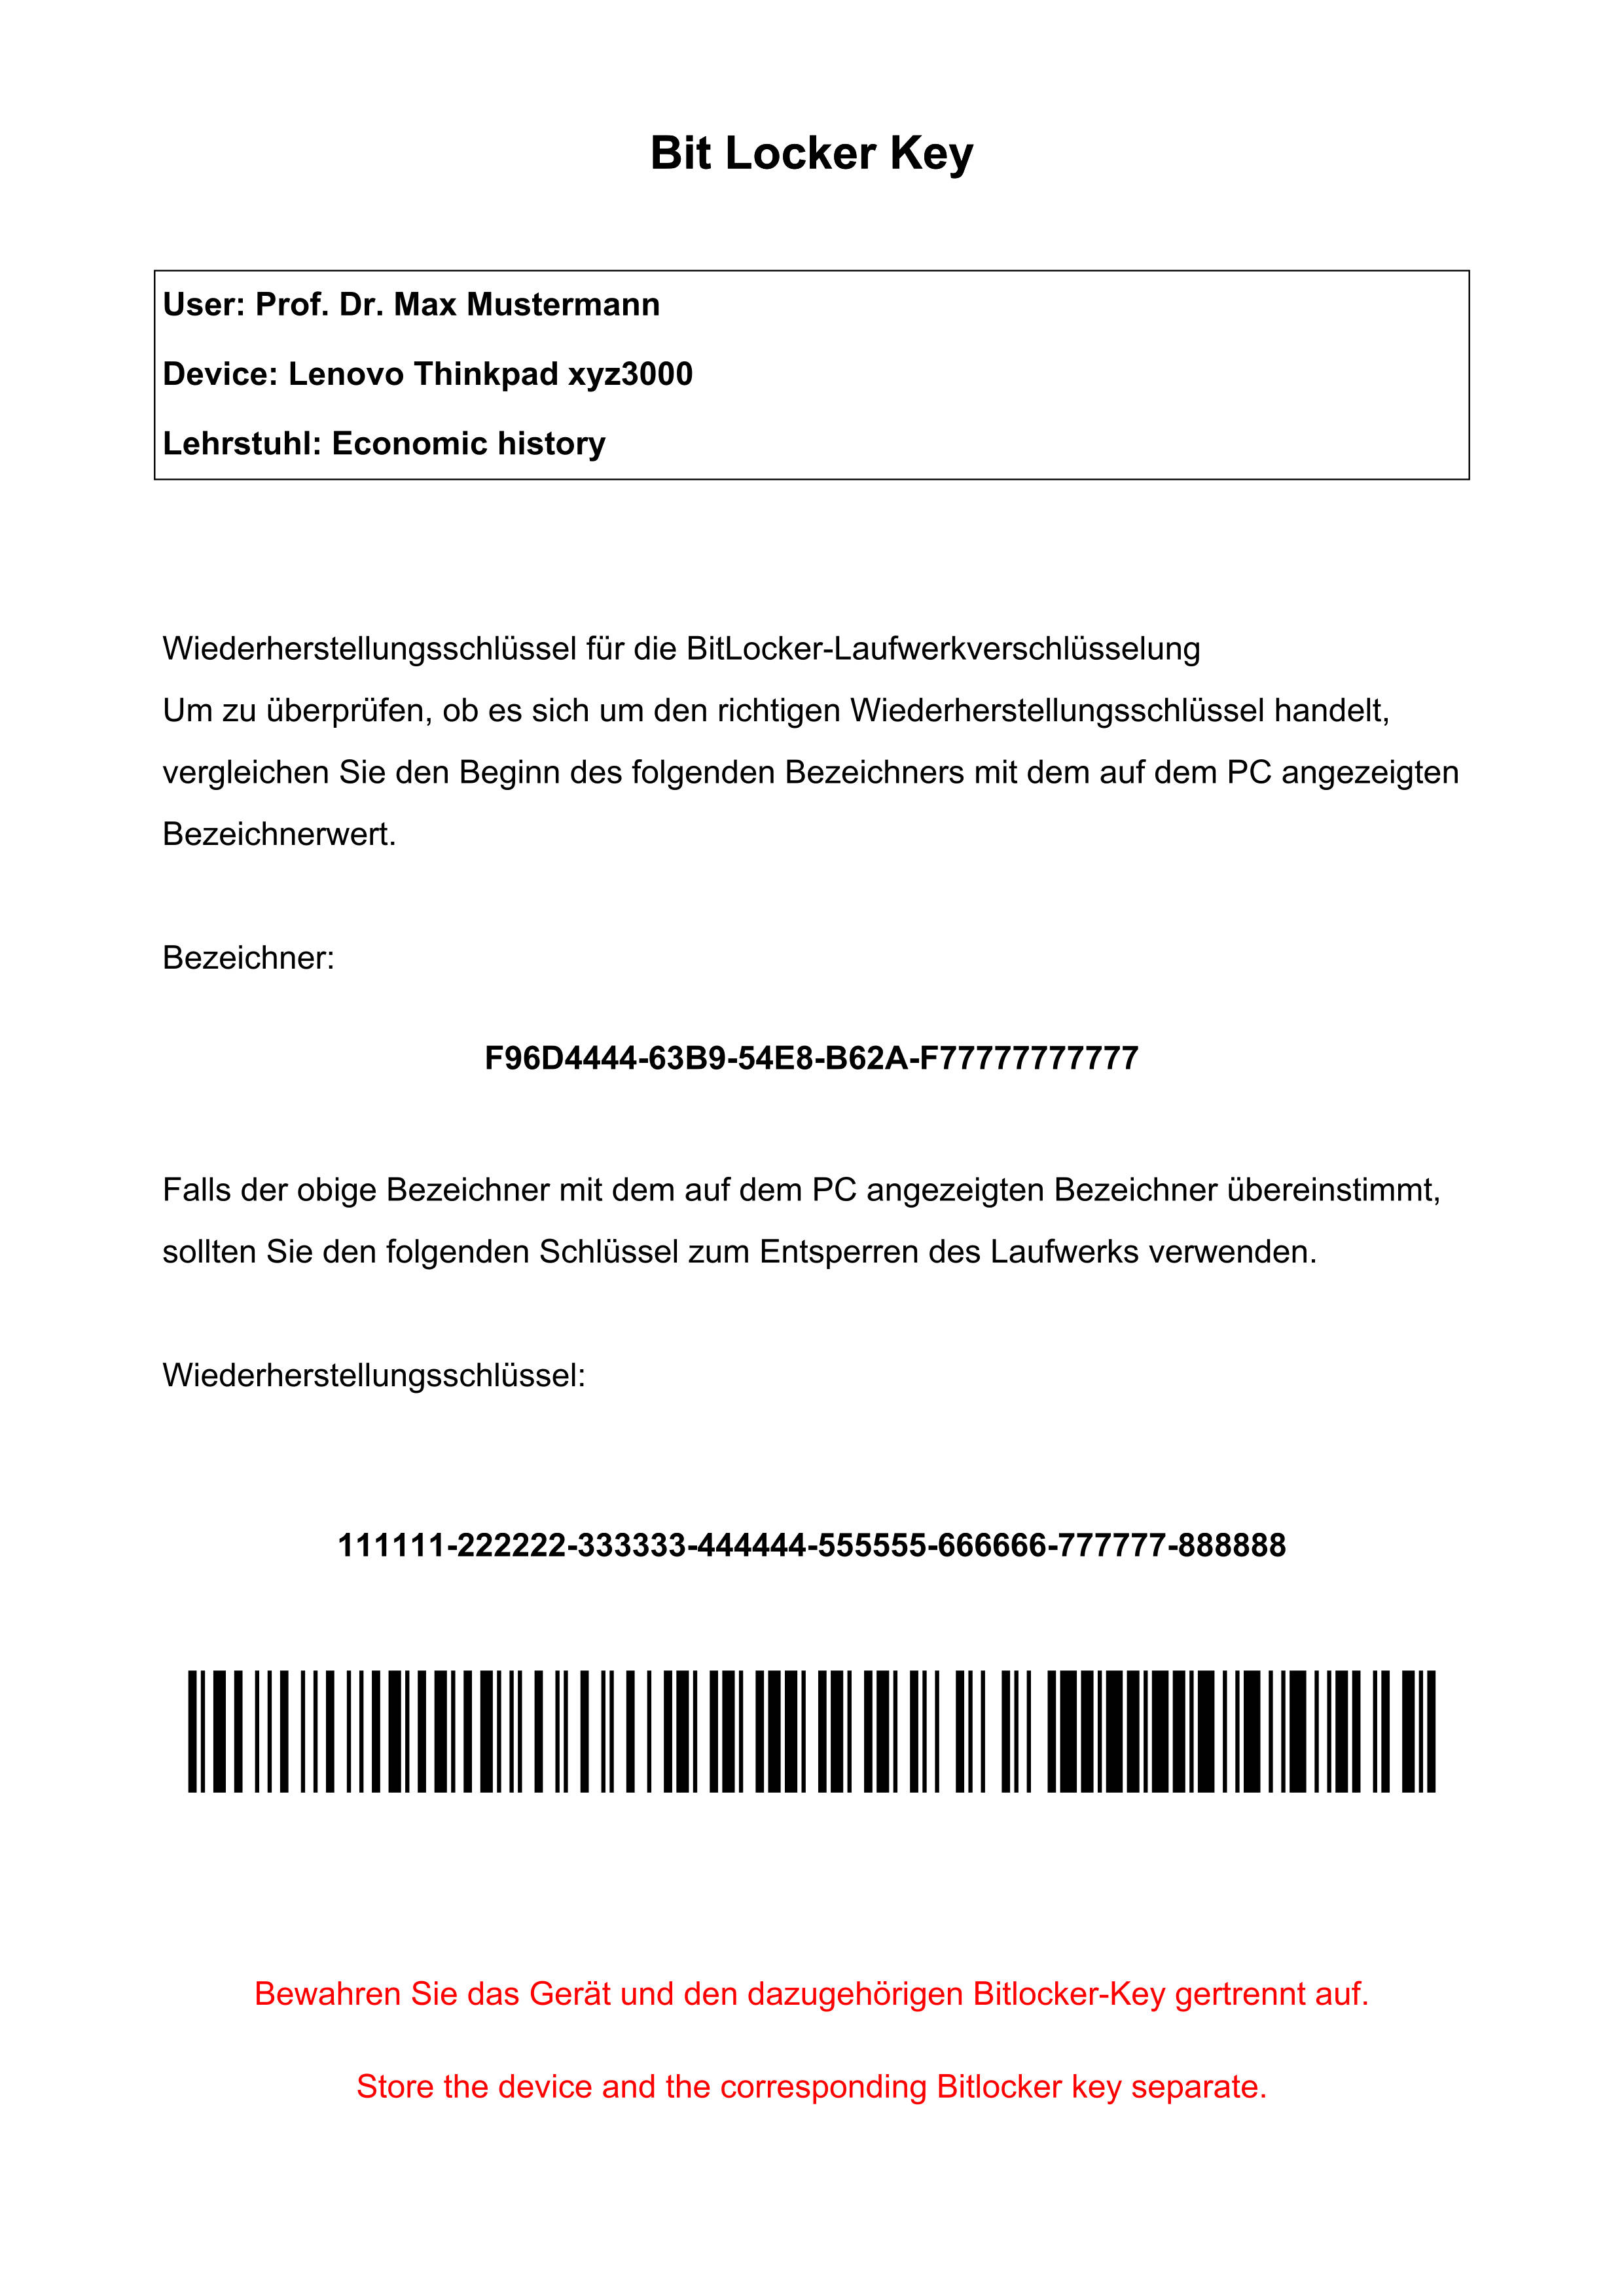 Bit Locker Key
User: Prof. Dr. Max Mustermann
Device: Lenovo Thinkpad xyz3000
Lehrstuhl: Economic history
Wiederherstellungsschlüssel für die BitLocker-Laufwerkverschlüsselung
Um zu überprüfen, ob es sich um den richtigen Wiederherstellungsschlüssel handelt,
vergleichen Sie den Beginn des folgenden Bezeichners mit dem auf dem PC angezeigten
Bezeichnerwert.
Bezeichner:
F96D4444-63B9-54E8-B62A-F77777777777
Falls der obige Bezeichner mit dem auf dem PC angezeigten Bezeichner übereinstimmt,
sollten Sie den folgenden Schlüssel zum Entsperren des Laufwerks verwenden.
Wiederherstellungsschlüssel:
111111-222222-333333-444444-555555-666666-777777-888888
Bewahren Sie das Gerät und den dazugehörigen Bitlocker-Key gertrennt auf.
Store the device and the corresponding Bitlocker key separate.